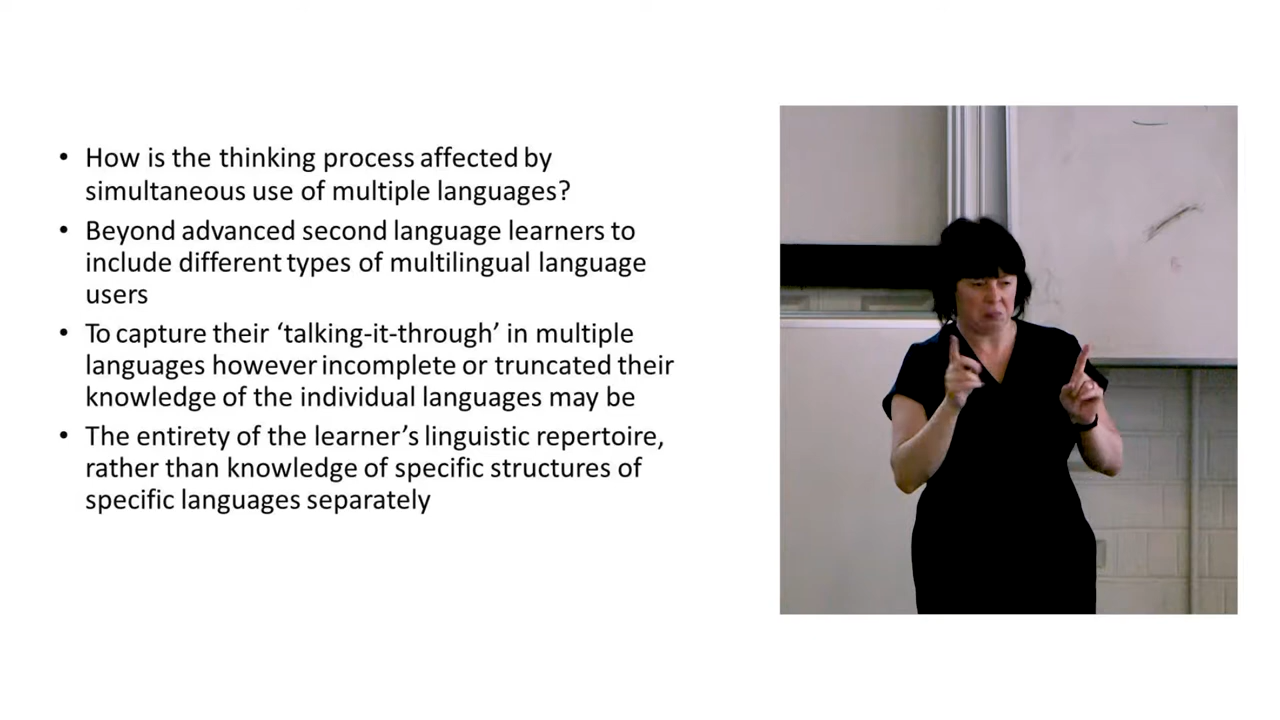 • How is the thinking process affected by
simultaneous use of multiple languages?
• Beyond advanced second language learners to
include different types of multilingual language
users
• To capture their ‘talking-it-through’ in multiple
languages however incomplete or truncated their
knowledge of the individual languages may be
• The entirety of the learner’s linguistic repertoire,
rather than knowledge of specific structures of
specific languages separately